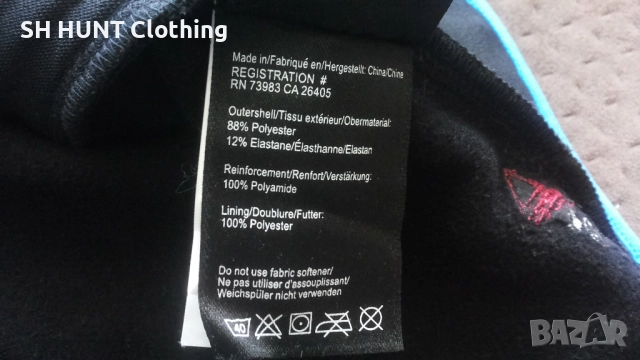 SH HUNT Clothing
Made in/Fabriqué en/Hergestellt: China/Chine
REGISTRATION #
RN 73983 CA 26405
Outershell/Tissu extérieur/Obermaterial:
88% Polyester
12% Elastane/Élasthanne/Elastan
Reinforcement/Renfort/Verstärkung:
100% Polyamide
Lining/Doublure/Futter:
100% Polyester
Do not use fabric softener/
Ne pas utiliser d'assouplissant/
Weichspüler nicht verwenden
40
BAZAR